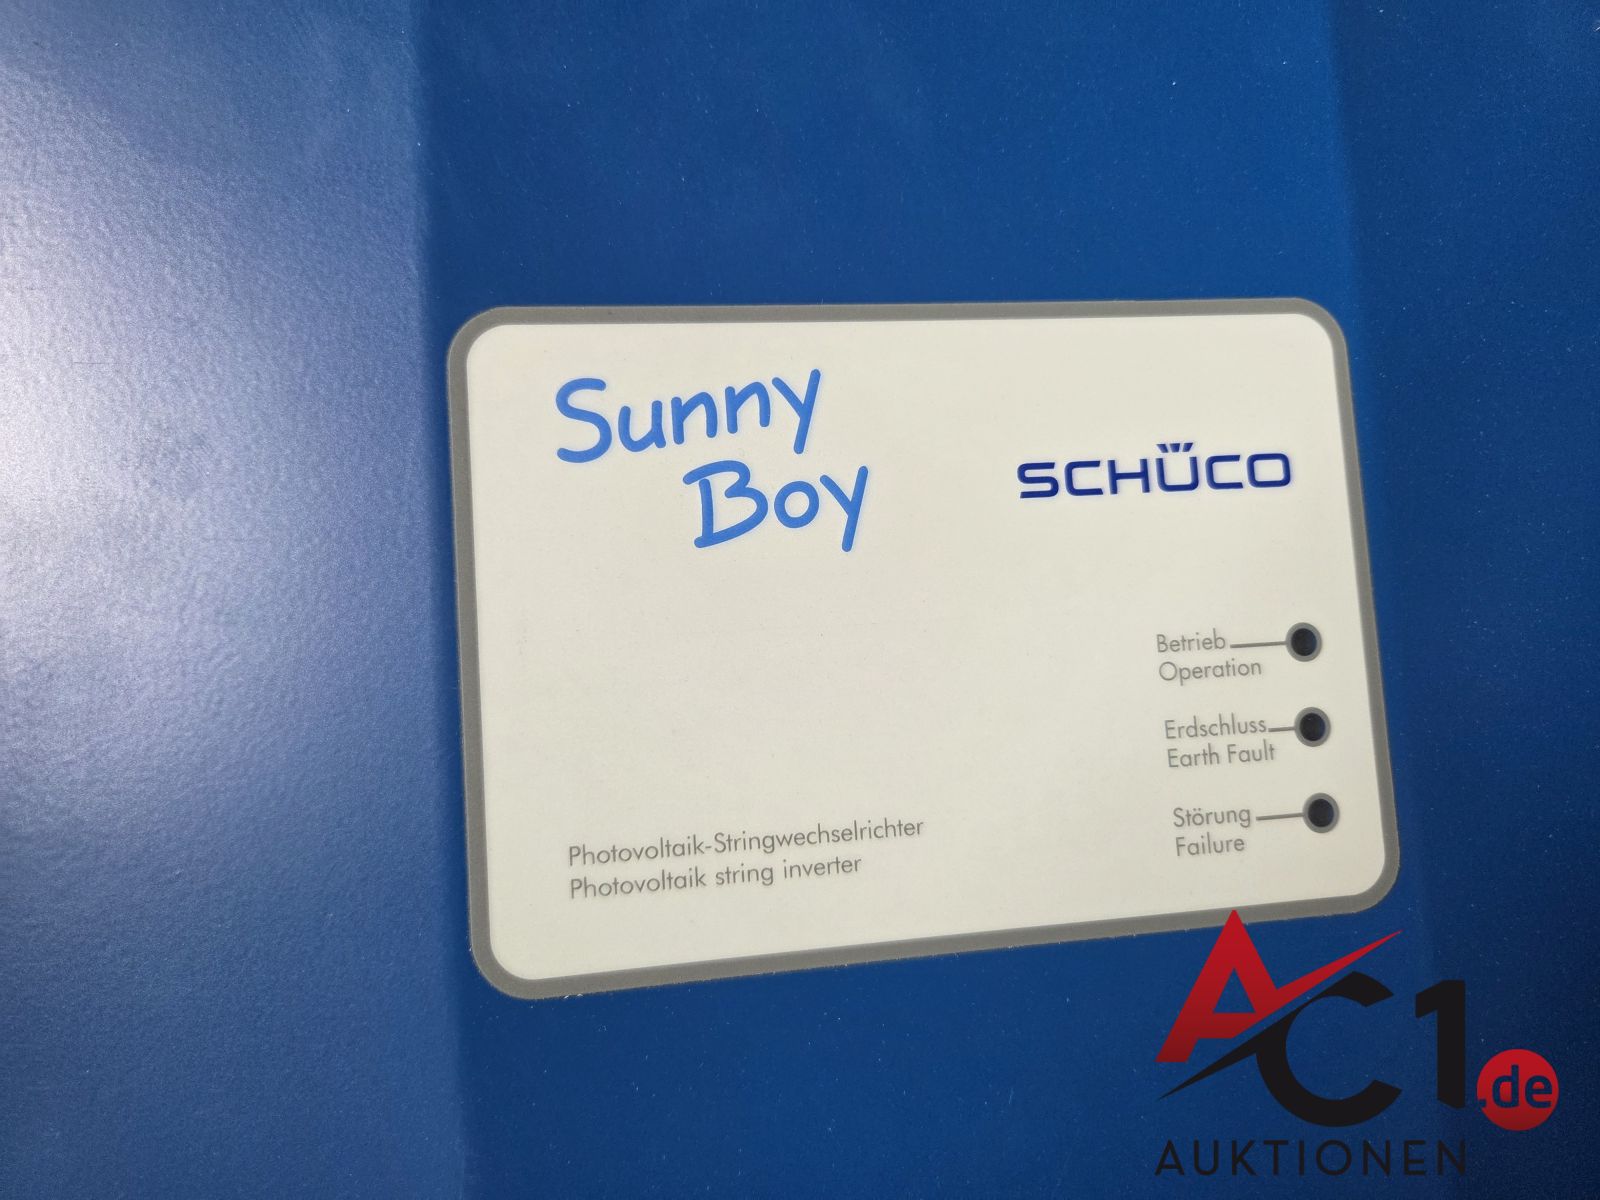 Sunny
Boy
SCHÜCO
Betrieb
Operation
Erdschluss
Earth Fault
Störung
Failure
Photovoltaik-Stringwechselrichter
Photovoltaik string inverter
AC1.de
AUKTIONEN